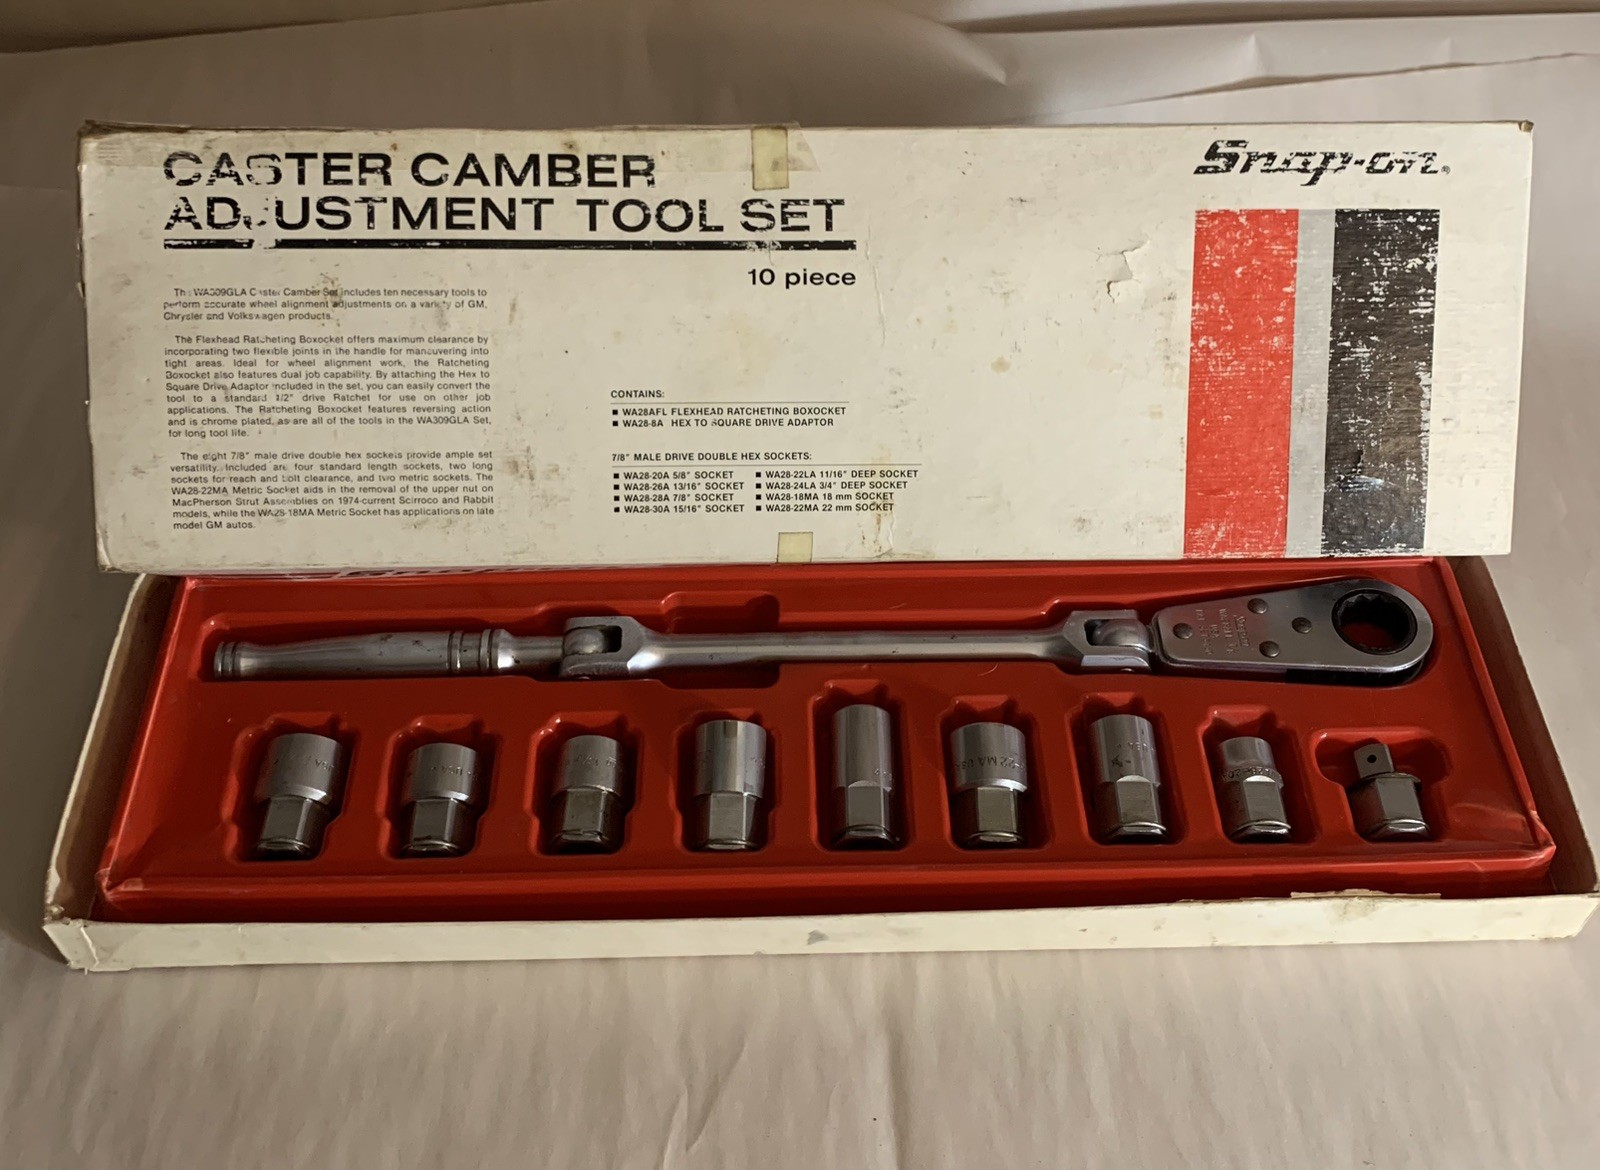 CASTER CAMBER
ADJUSTMENT TOOL SET
10 piece
Snap-on®
The WA309GLA Caster Camber Set includes ten necessary tools to
perform accurate wheel alignment adjustments on a variety of GM,
Chrysler and Volkswagen products.
The Flexhead Ratcheting Boxocket offers maximum clearance by
incorporating two flexible joints in the handle for maneuvering into
tight areas. Ideal for wheel alignment work, the Ratcheting
Boxocket also features dual job capability. By attaching the Hex to
Square Drive Adaptor included in the set, you can easily convert the
tool to a standard 1/2" drive Ratchet for use on other job
applications. The Ratcheting Boxocket features reversing action
and is chrome plated, as are all of the tools in the WA309GLA Set,
for long tool life.
The eight 7/8" male drive double hex sockets provide ample set
versatility. Included are four standard length sockets, two long
sockets for reach and bolt clearance, and two metric sockets. The
WA28-22MA Metric Socket aids in the removal of the upper nut on
MacPherson Strut Assemblies on 1974-current Scirroco and Rabbit
models, while the WA28-18MA Metric Socket has applications on late
model GM autos.
CONTAINS:
■ WA28AFL FLEXHEAD RATCHETING BOXOCKET
■ WA28-8A HEX TO SQUARE DRIVE ADAPTOR
7/8" MALE DRIVE DOUBLE HEX SOCKETS:
■ WA28-20A 5/8" SOCKET ■ WA28-22LA 11/16" DEEP SOCKET
■ WA28-26A 13/16" SOCKET ■ WA28-24LA 3/4" DEEP SOCKET
■ WA28-28A 7/8" SOCKET ■ WA28-18MA 18 mm SOCKET
■ WA28-30A 15/16" SOCKET ■ WA28-22MA 22 mm SOCKET
22 MA USA